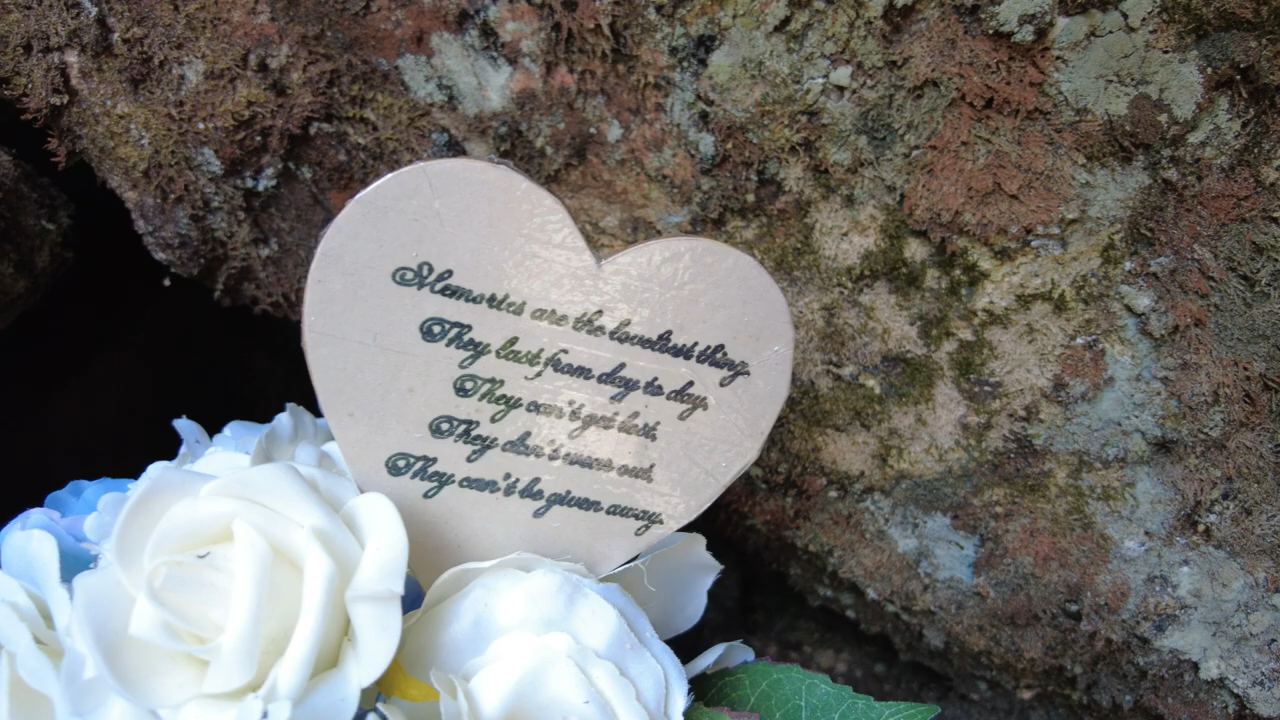 Memories are the loveliest thing,
They last from day to day,
They can't get lost,
They don't wear out,
They can't be given away.